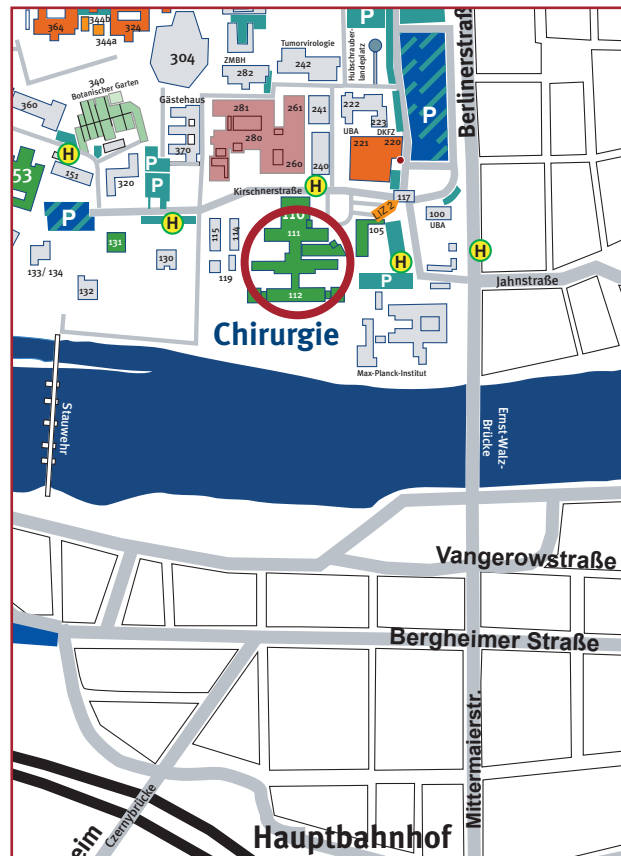 364
344b
344a
324
304
ZMBH
282
Tumorvirologie
242
Hubschrauber-
landeplatz
P
Berlinerstraße
340
Botanischer Garten
360
Gästehaus
370
281
261
280
260
241
240
222
223
UBA
DKFZ
221
220
P
H
151
53
320
P
P
Kirschnerstraße
H
117
LIZ 2
100
UBA
P
H
131
115
114
110
111
105
H
H
133/ 134
130
119
112
P
Jahnstraße
132
Chirurgie
Max-Planck-Institut
Stauwehr
Ernst-Walz-
Brücke
Vangerowstraße
Bergheimer Straße
Mittermaierstr.
Czernybrücke
eim
Hauptbahnhof